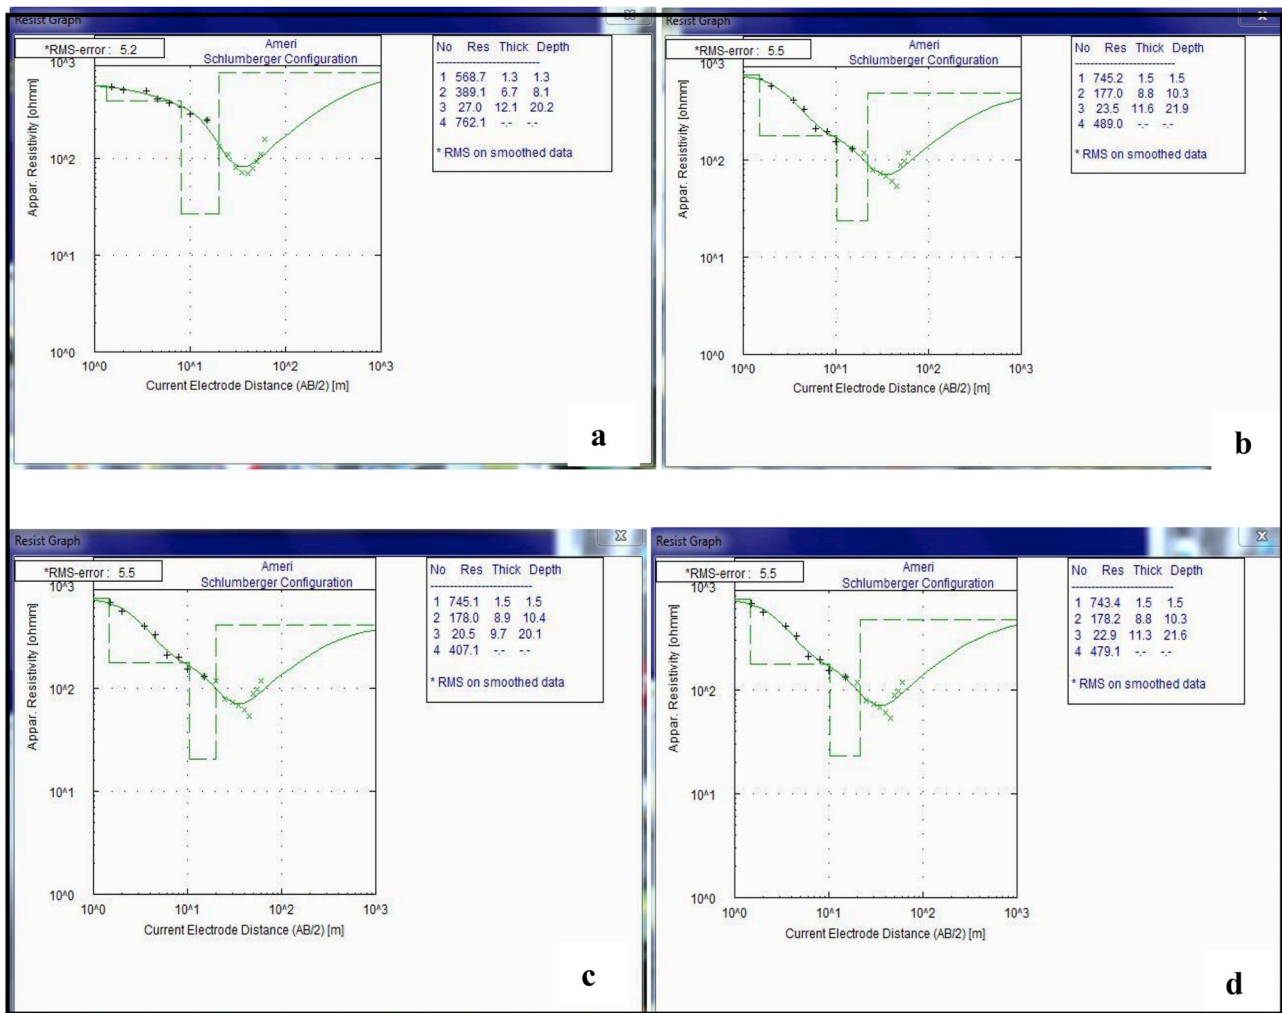 Resist Graph
x
*RMS-error : 5.2
Ameri
Schlumberger Configuration
No Res Thick Depth
--------------------------
1 568.7 1.3 1.3
2 389.1 6.7 8.1
3 27.0 12.1 20.2
4 762.1 -.- -.-
* RMS on smoothed data
Appar. Resistivity [ohmm]
10^3
10^2
10^1
10^0
10^0 10^1 10^2 10^3
Current Electrode Distance (AB/2) [m]
a
Resist Graph
x
*RMS-error : 5.5
Ameri
Schlumberger Configuration
No Res Thick Depth
--------------------------
1 745.2 1.5 1.5
2 177.0 8.8 10.3
3 23.5 11.6 21.9
4 489.0 -.- -.-
* RMS on smoothed data
Appar. Resistivity [ohmm]
10^3
10^2
10^1
10^0
10^0 10^1 10^2 10^3
Current Electrode Distance (AB/2) [m]
b
Resist Graph
x
*RMS-error : 5.5
Ameri
Schlumberger Configuration
No Res Thick Depth
--------------------------
1 745.1 1.5 1.5
2 178.0 8.9 10.4
3 20.5 9.7 20.1
4 407.1 -.- -.-
* RMS on smoothed data
Appar. Resistivity [ohmm]
10^3
10^2
10^1
10^0
10^0 10^1 10^2 10^3
Current Electrode Distance (AB/2) [m]
c
Resist Graph
x
*RMS-error : 5.5
Ameri
Schlumberger Configuration
No Res Thick Depth
--------------------------
1 743.4 1.5 1.5
2 178.2 8.8 10.3
3 22.9 11.3 21.6
4 479.1 -.- -.-
* RMS on smoothed data
Appar. Resistivity [ohmm]
10^3
10^2
10^1
10^0
10^0 10^1 10^2 10^3
Current Electrode Distance (AB/2) [m]
d